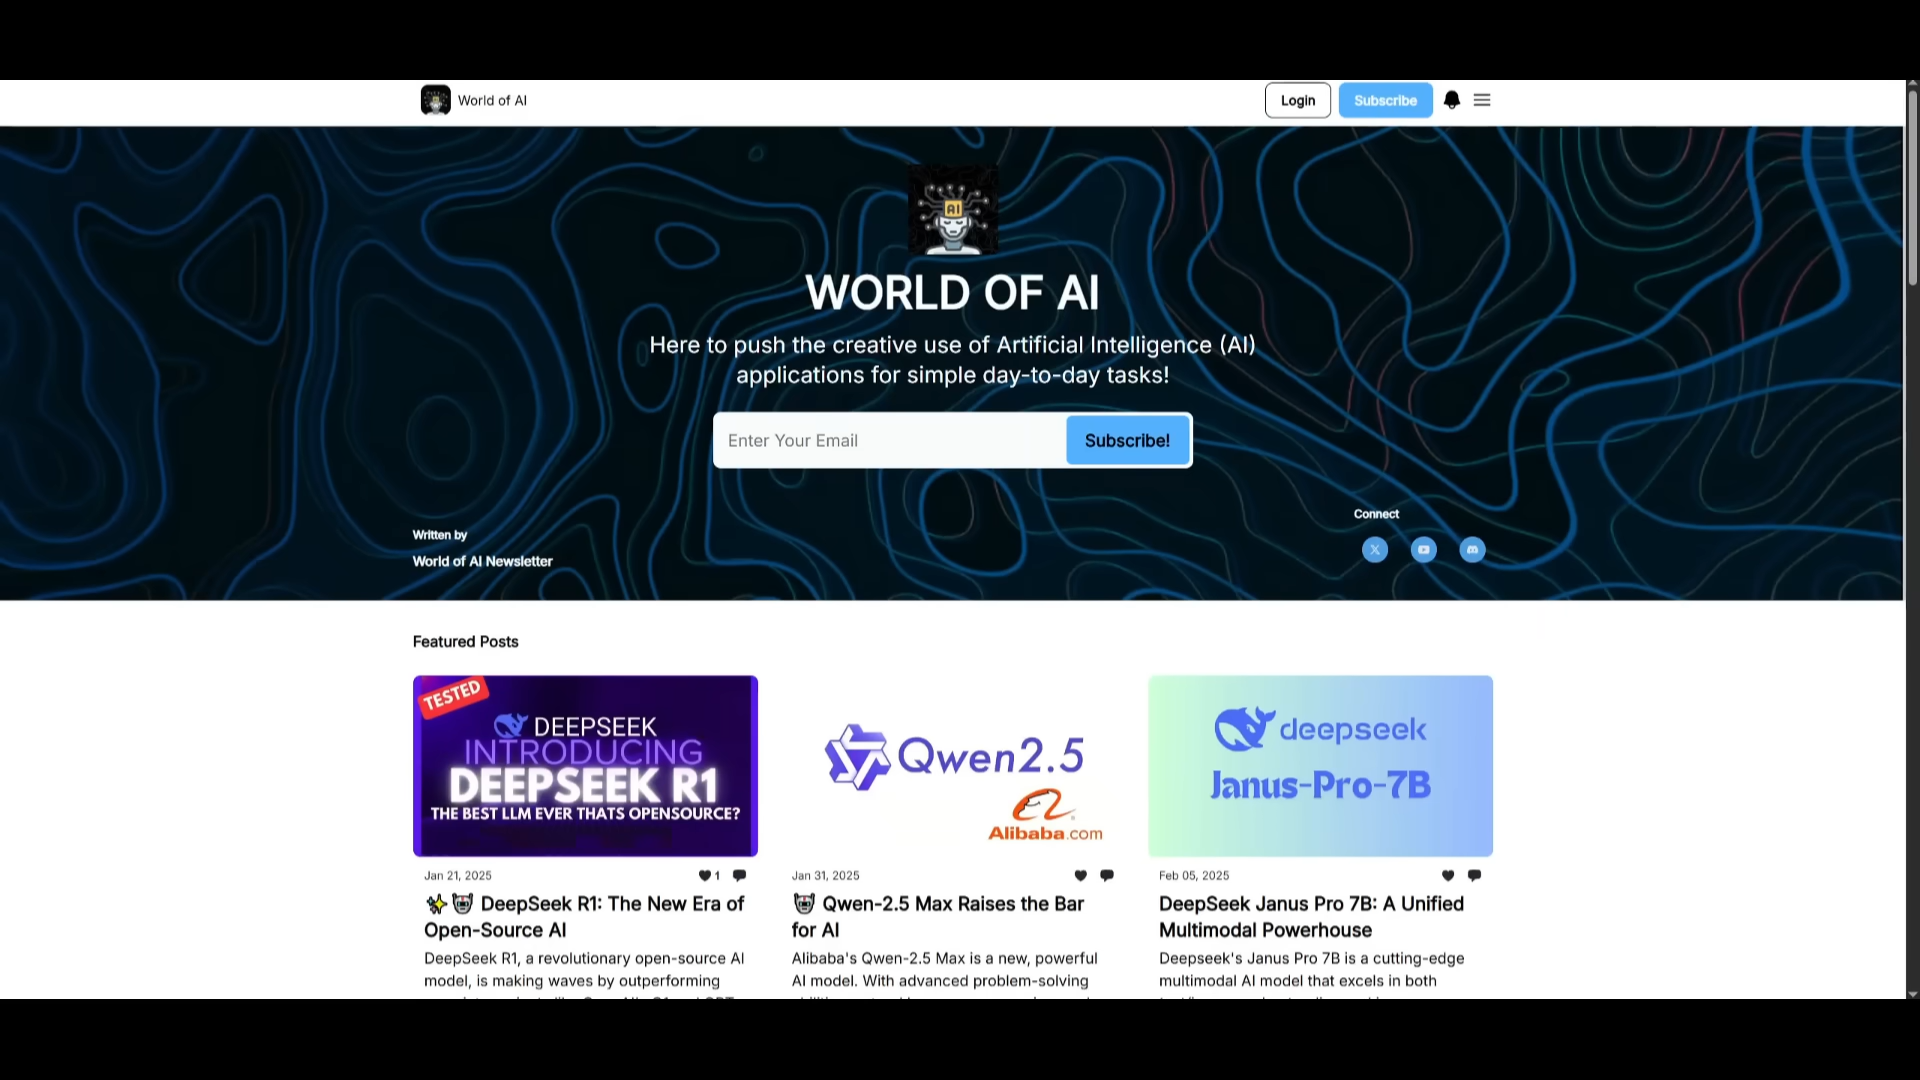 World of AI
Login
Subscribe
AI
WORLD OF AI
Here to push the creative use of Artificial Intelligence (AI)
applications for simple day-to-day tasks!
Enter Your Email
Subscribe!
Connect
Written by
World of AI Newsletter
Featured Posts
TESTED
DEEPSEEK
INTRODUCING
DEEPSEEK R1
THE BEST LLM EVER THATS OPENSOURCE?
Jan 21, 2025
1
DeepSeek R1: The New Era of
Open-Source AI
DeepSeek R1, a revolutionary open-source AI
model, is making waves by outperforming
Qwen2.5
Alibaba.com
Jan 31, 2025
Qwen-2.5 Max Raises the Bar
for AI
Alibaba's Qwen-2.5 Max is a new, powerful
AI model. With advanced problem-solving
deepseek
Janus-Pro-7B
Feb 05, 2025
DeepSeek Janus Pro 7B: A Unified
Multimodal Powerhouse
Deepseek's Janus Pro 7B is a cutting-edge
multimodal AI model that excels in both